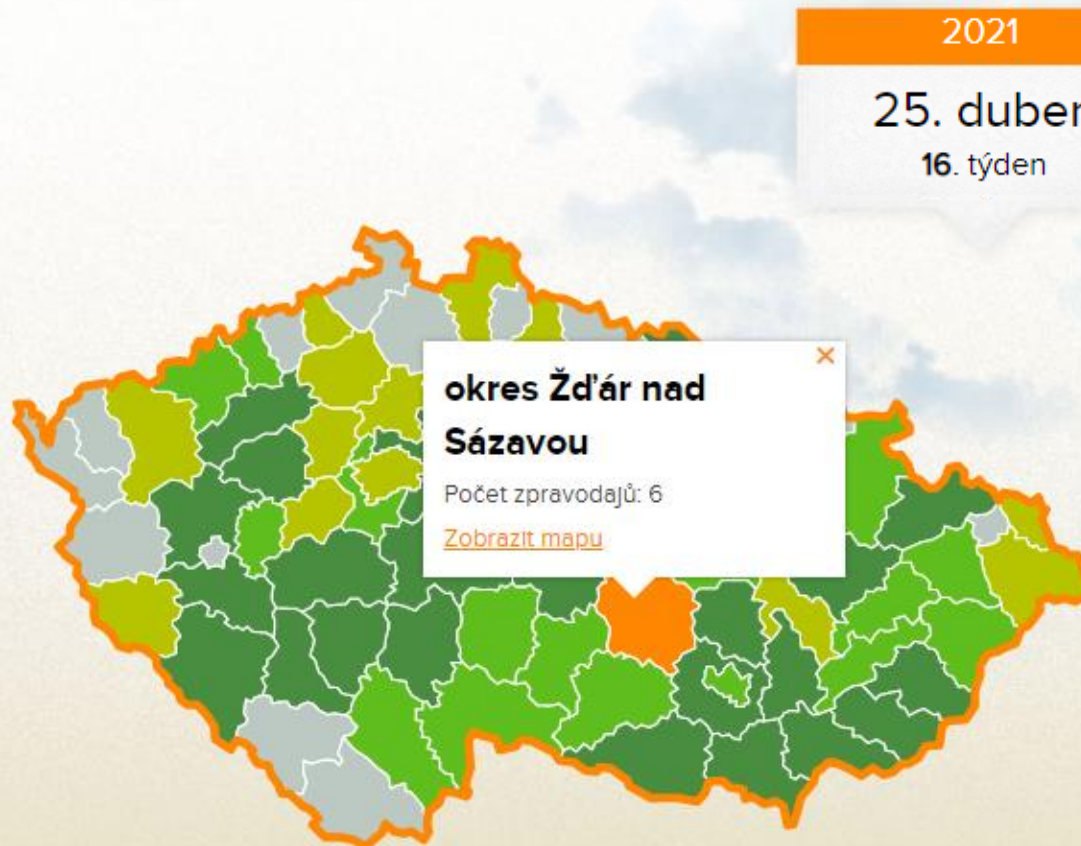 2021
25. duben
16. týden
×
okres Žďár nad
Sázavou
Počet zpravodajů: 6
Zobrazit mapu